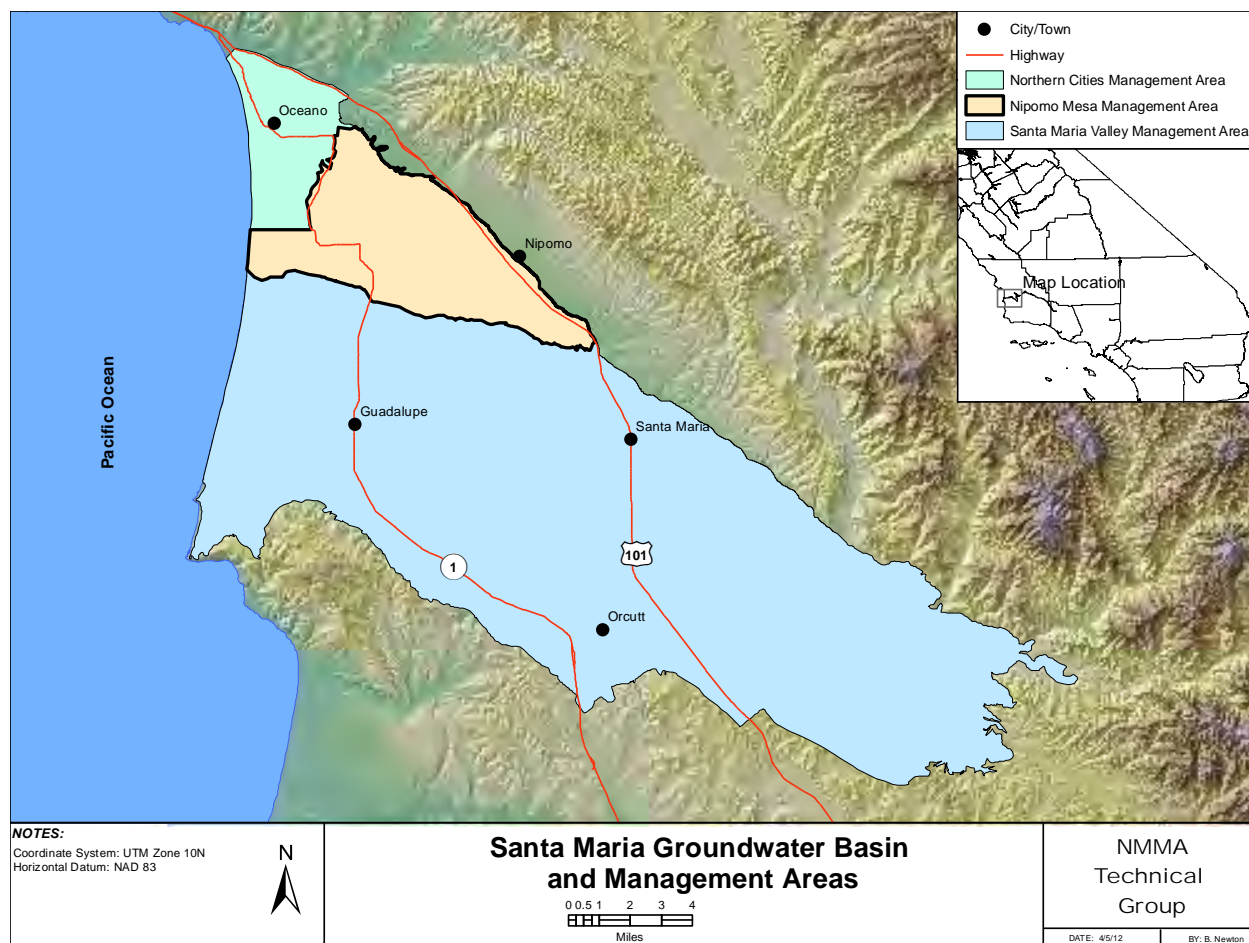 City/Town
Highway
Northern Cities Management Area
Nipomo Mesa Management Area
Santa Maria Valley Management Area
Map Location
Oceano
Nipomo
Pacific Ocean
Guadalupe
Santa Maria
101
1
Orcutt
NOTES:
Coordinate System: UTM Zone 10N
Horizontal Datum: NAD 83
N
Santa Maria Groundwater Basin
and Management Areas
0 0.5 1 2 3 4
Miles
NMMA
Technical
Group
DATE: 4/5/12
BY: B. Newton